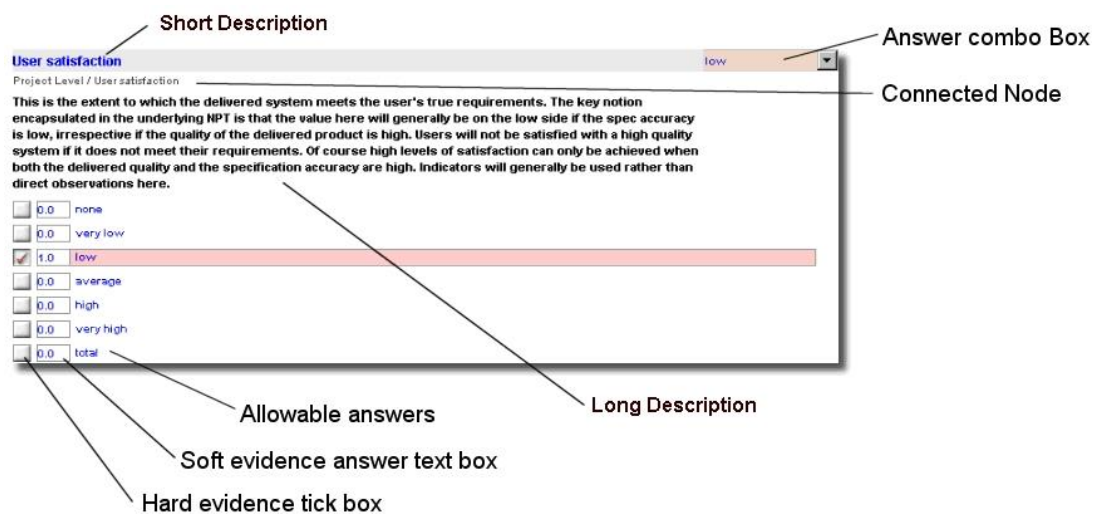 Short Description
Answer combo Box
User satisfaction
low
Project Level / User satisfaction
Connected Node
This is the extent to which the delivered system meets the user's true requirements. The key notion
encapsulated in the underlying NPT is that the value here will generally be on the low side if the spec accuracy
is low, irrespective if the quality of the delivered product is high. Users will not be satisfied with a high quality
system if it does not meet their requirements. Of course high levels of satisfaction can only be achieved when
both the delivered quality and the specification accuracy are high. Indicators will generally be used rather than
direct observations here.
0.0 none
0.0 very low
1.0 low
0.0 average
0.0 high
0.0 very high
0.0 total
Allowable answers
Long Description
Soft evidence answer text box
Hard evidence tick box